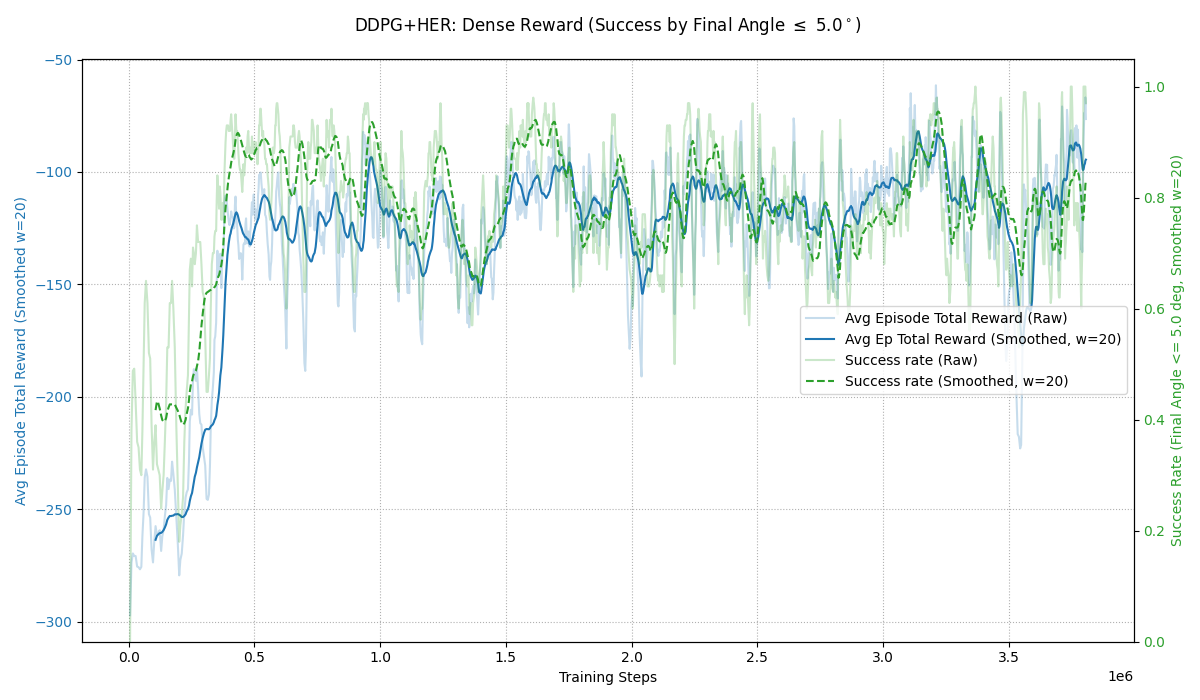 DDPG+HER: Dense Reward (Success by Final Angle ≤ 5.0°)
Avg Episode Total Reward (Smoothed w=20)
−50
−100
−150
−200
−250
−300
0.0 0.5 1.0 1.5 2.0 2.5 3.0 3.5
1e6
Training Steps
1.0
0.8
0.6
0.4
0.2
0.0
Success Rate (Final Angle <= 5.0 deg, Smoothed w=20)
Avg Episode Total Reward (Raw)
Avg Ep Total Reward (Smoothed, w=20)
Success rate (Raw)
Success rate (Smoothed, w=20)